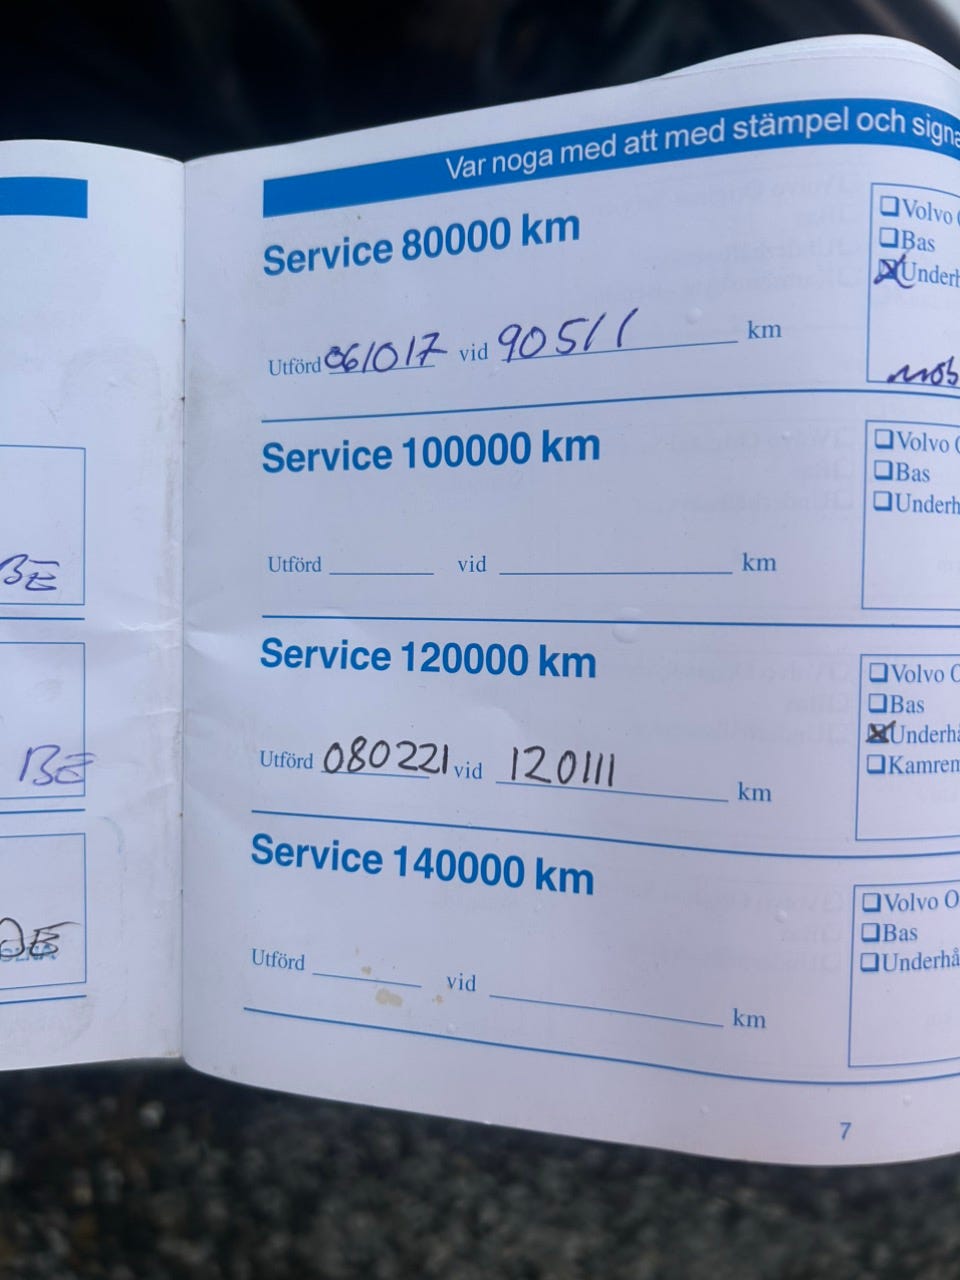 Var noga med att med stämpel och signa
Service 80000 km
❏Volvo
❏Bas
❏Underh
Utförd 061017 vid 90511 km
Service 100000 km
❏Volvo
❏Bas
❏Underh
Utförd vid km
BE
Service 120000 km
❏Volvo O
❏Bas
❏Underhå
❏Kamrem
Utförd 080221 vid 120111 km
BE
Service 140000 km
❏Volvo O
❏Bas
❏Underhå
Utförd vid km
7